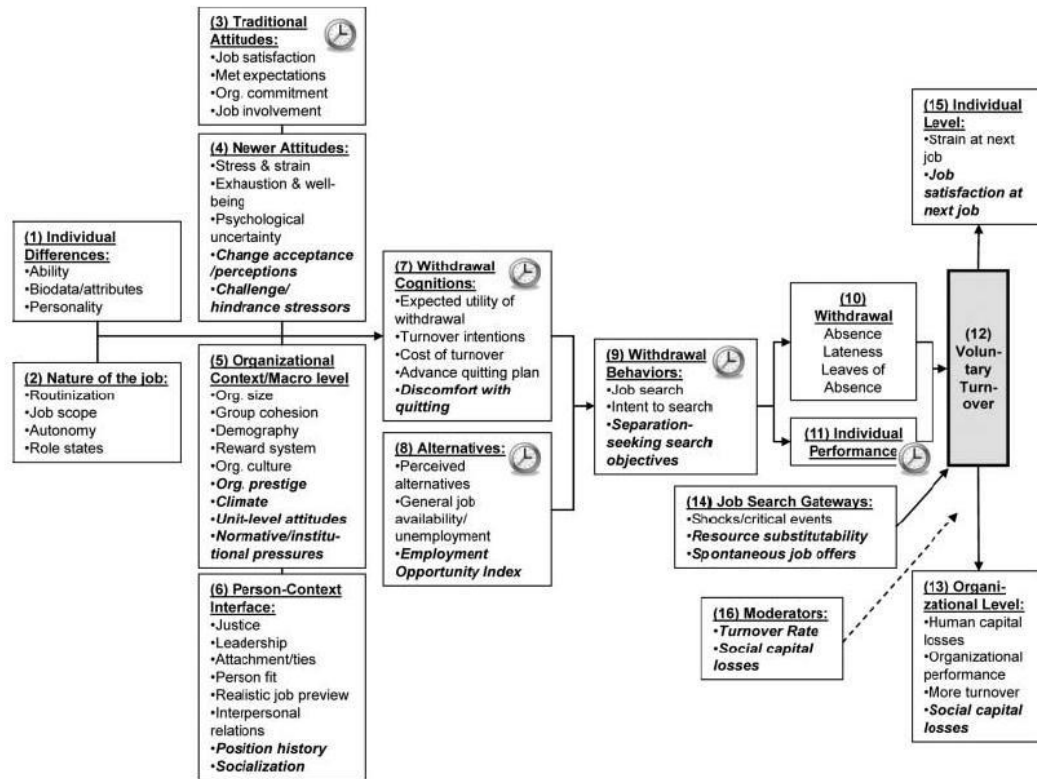 (3) Traditional
Attitudes:
•Job satisfaction
•Met expectations
•Org. commitment
•Job involvement
(4) Newer Attitudes:
•Stress & strain
•Exhaustion & well-
being
•Psychological
uncertainty
•Change acceptance
/perceptions
•Challenge/
hindrance stressors
(1) Individual
Differences:
•Ability
•Biodata/attributes
•Personality
(2) Nature of the job:
•Routinization
•Job scope
•Autonomy
•Role states
(5) Organizational
Context/Macro level
•Org. size
•Group cohesion
•Demography
•Reward system
•Org. culture
•Org. prestige
•Climate
•Unit-level attitudes
•Normative/institu-
tional pressures
(6) Person-Context
Interface:
•Justice
•Leadership
•Attachment/ties
•Person fit
•Realistic job preview
•Interpersonal
relations
•Position history
•Socialization
(7) Withdrawal
Cognitions:
•Expected utility of
withdrawal
•Turnover intentions
•Cost of turnover
•Advance quitting plan
•Discomfort with
quitting
(8) Alternatives:
•Perceived
alternatives
•General job
availability/
unemployment
•Employment
Opportunity Index
(9) Withdrawal
Behaviors:
•Job search
•Intent to search
•Separation-
seeking search
objectives
(10)
Withdrawal
Absence
Lateness
Leaves of
Absence
(11) Individual
Performance
(14) Job Search Gateways:
•Shocks/critical events
•Resource substitutability
•Spontaneous job offers
(16) Moderators:
•Turnover Rate
•Social capital
losses
(15) Individual
Level:
•Strain at next
job
•Job
satisfaction at
next job
(12)
Volun-
tary
Turn-
over
(13) Organi-
zational Level:
•Human capital
losses
•Organizational
performance
•More turnover
•Social capital
losses